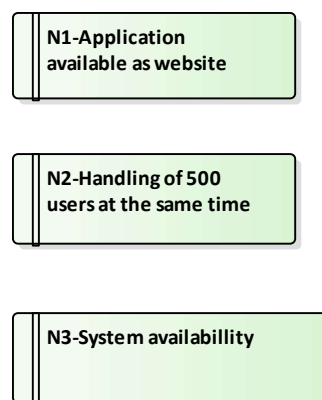 N1-Application
available as website
N2-Handling of 500
users at the same time
N3-System availabillity